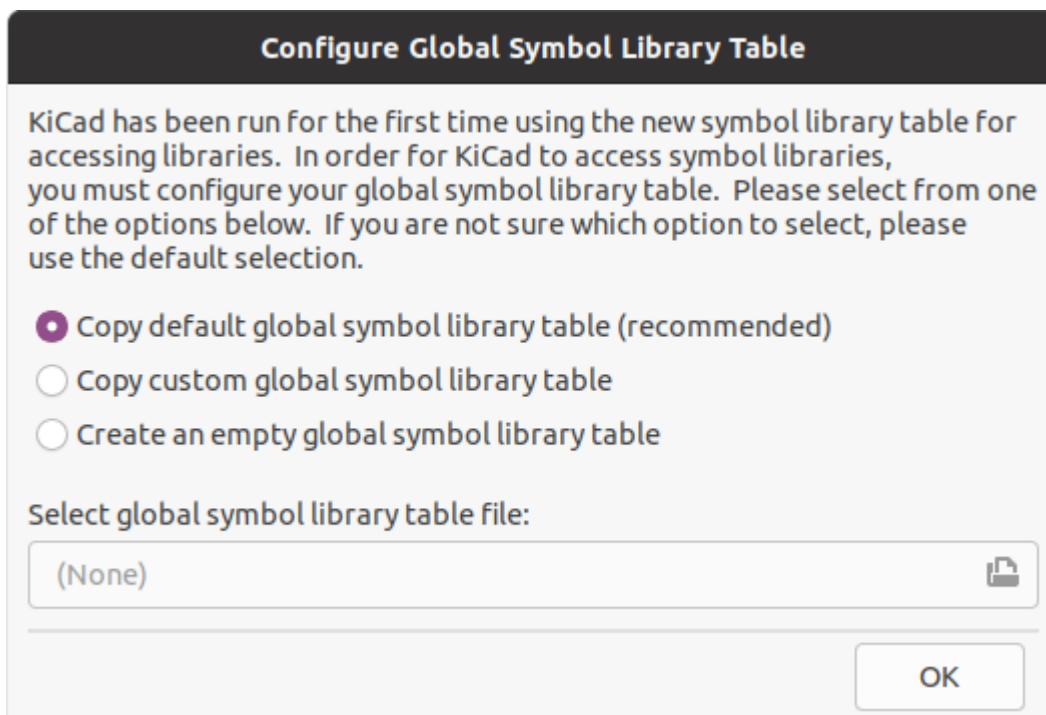 Configure Global Symbol Library Table
KiCad has been run for the first time using the new symbol library table for
accessing libraries.  In order for KiCad to access symbol libraries,
you must configure your global symbol library table.  Please select from one
of the options below.  If you are not sure which option to select, please
use the default selection.
Copy default global symbol library table (recommended)
Copy custom global symbol library table
Create an empty global symbol library table
Select global symbol library table file:
(None)
OK